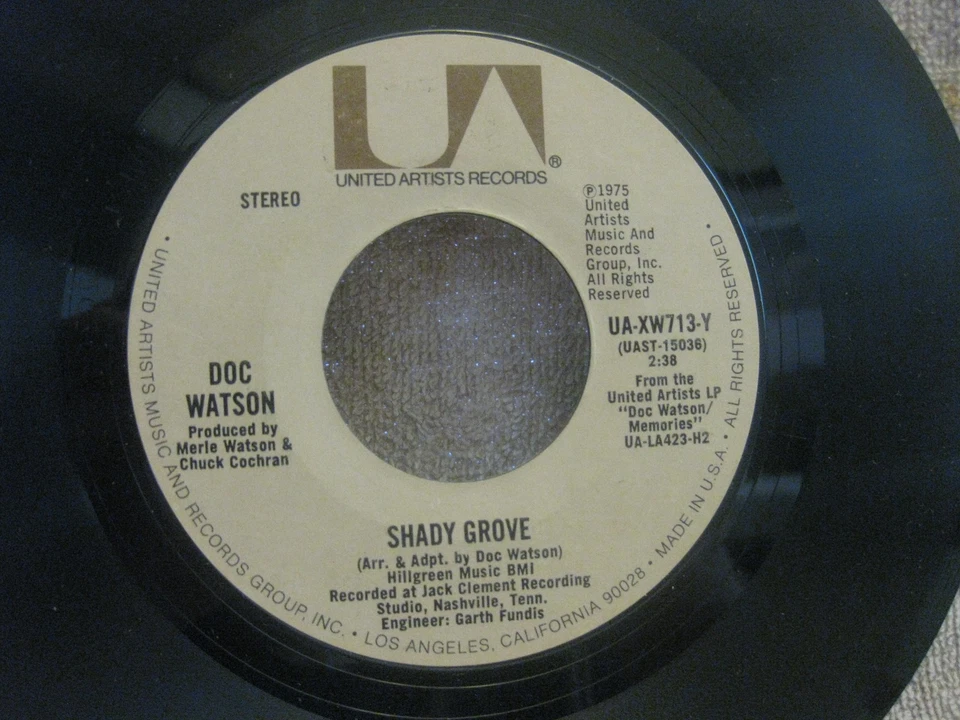 UA®
UNITED ARTISTS RECORDS
STEREO
℗1975
United
Artists
Music And
Records
Group, Inc.
All Rights
Reserved
UA-XW713-Y
(UAST-15036)
2:38
From the
United Artists LP
"Doc Watson/
Memories"
UA-LA423-H2
DOC
WATSON
Produced by
Merle Watson &
Chuck Cochran
SHADY GROVE
(Arr. & Adpt. by Doc Watson)
Hillgreen Music BMI
Recorded at Jack Clement Recording
Studio, Nashville, Tenn.
Engineer: Garth Fundis
• UNITED ARTISTS MUSIC AND RECORDS GROUP, INC. • LOS ANGELES, CALIFORNIA 90028 • MADE IN U.S.A. • ALL RIGHTS RESERVED •